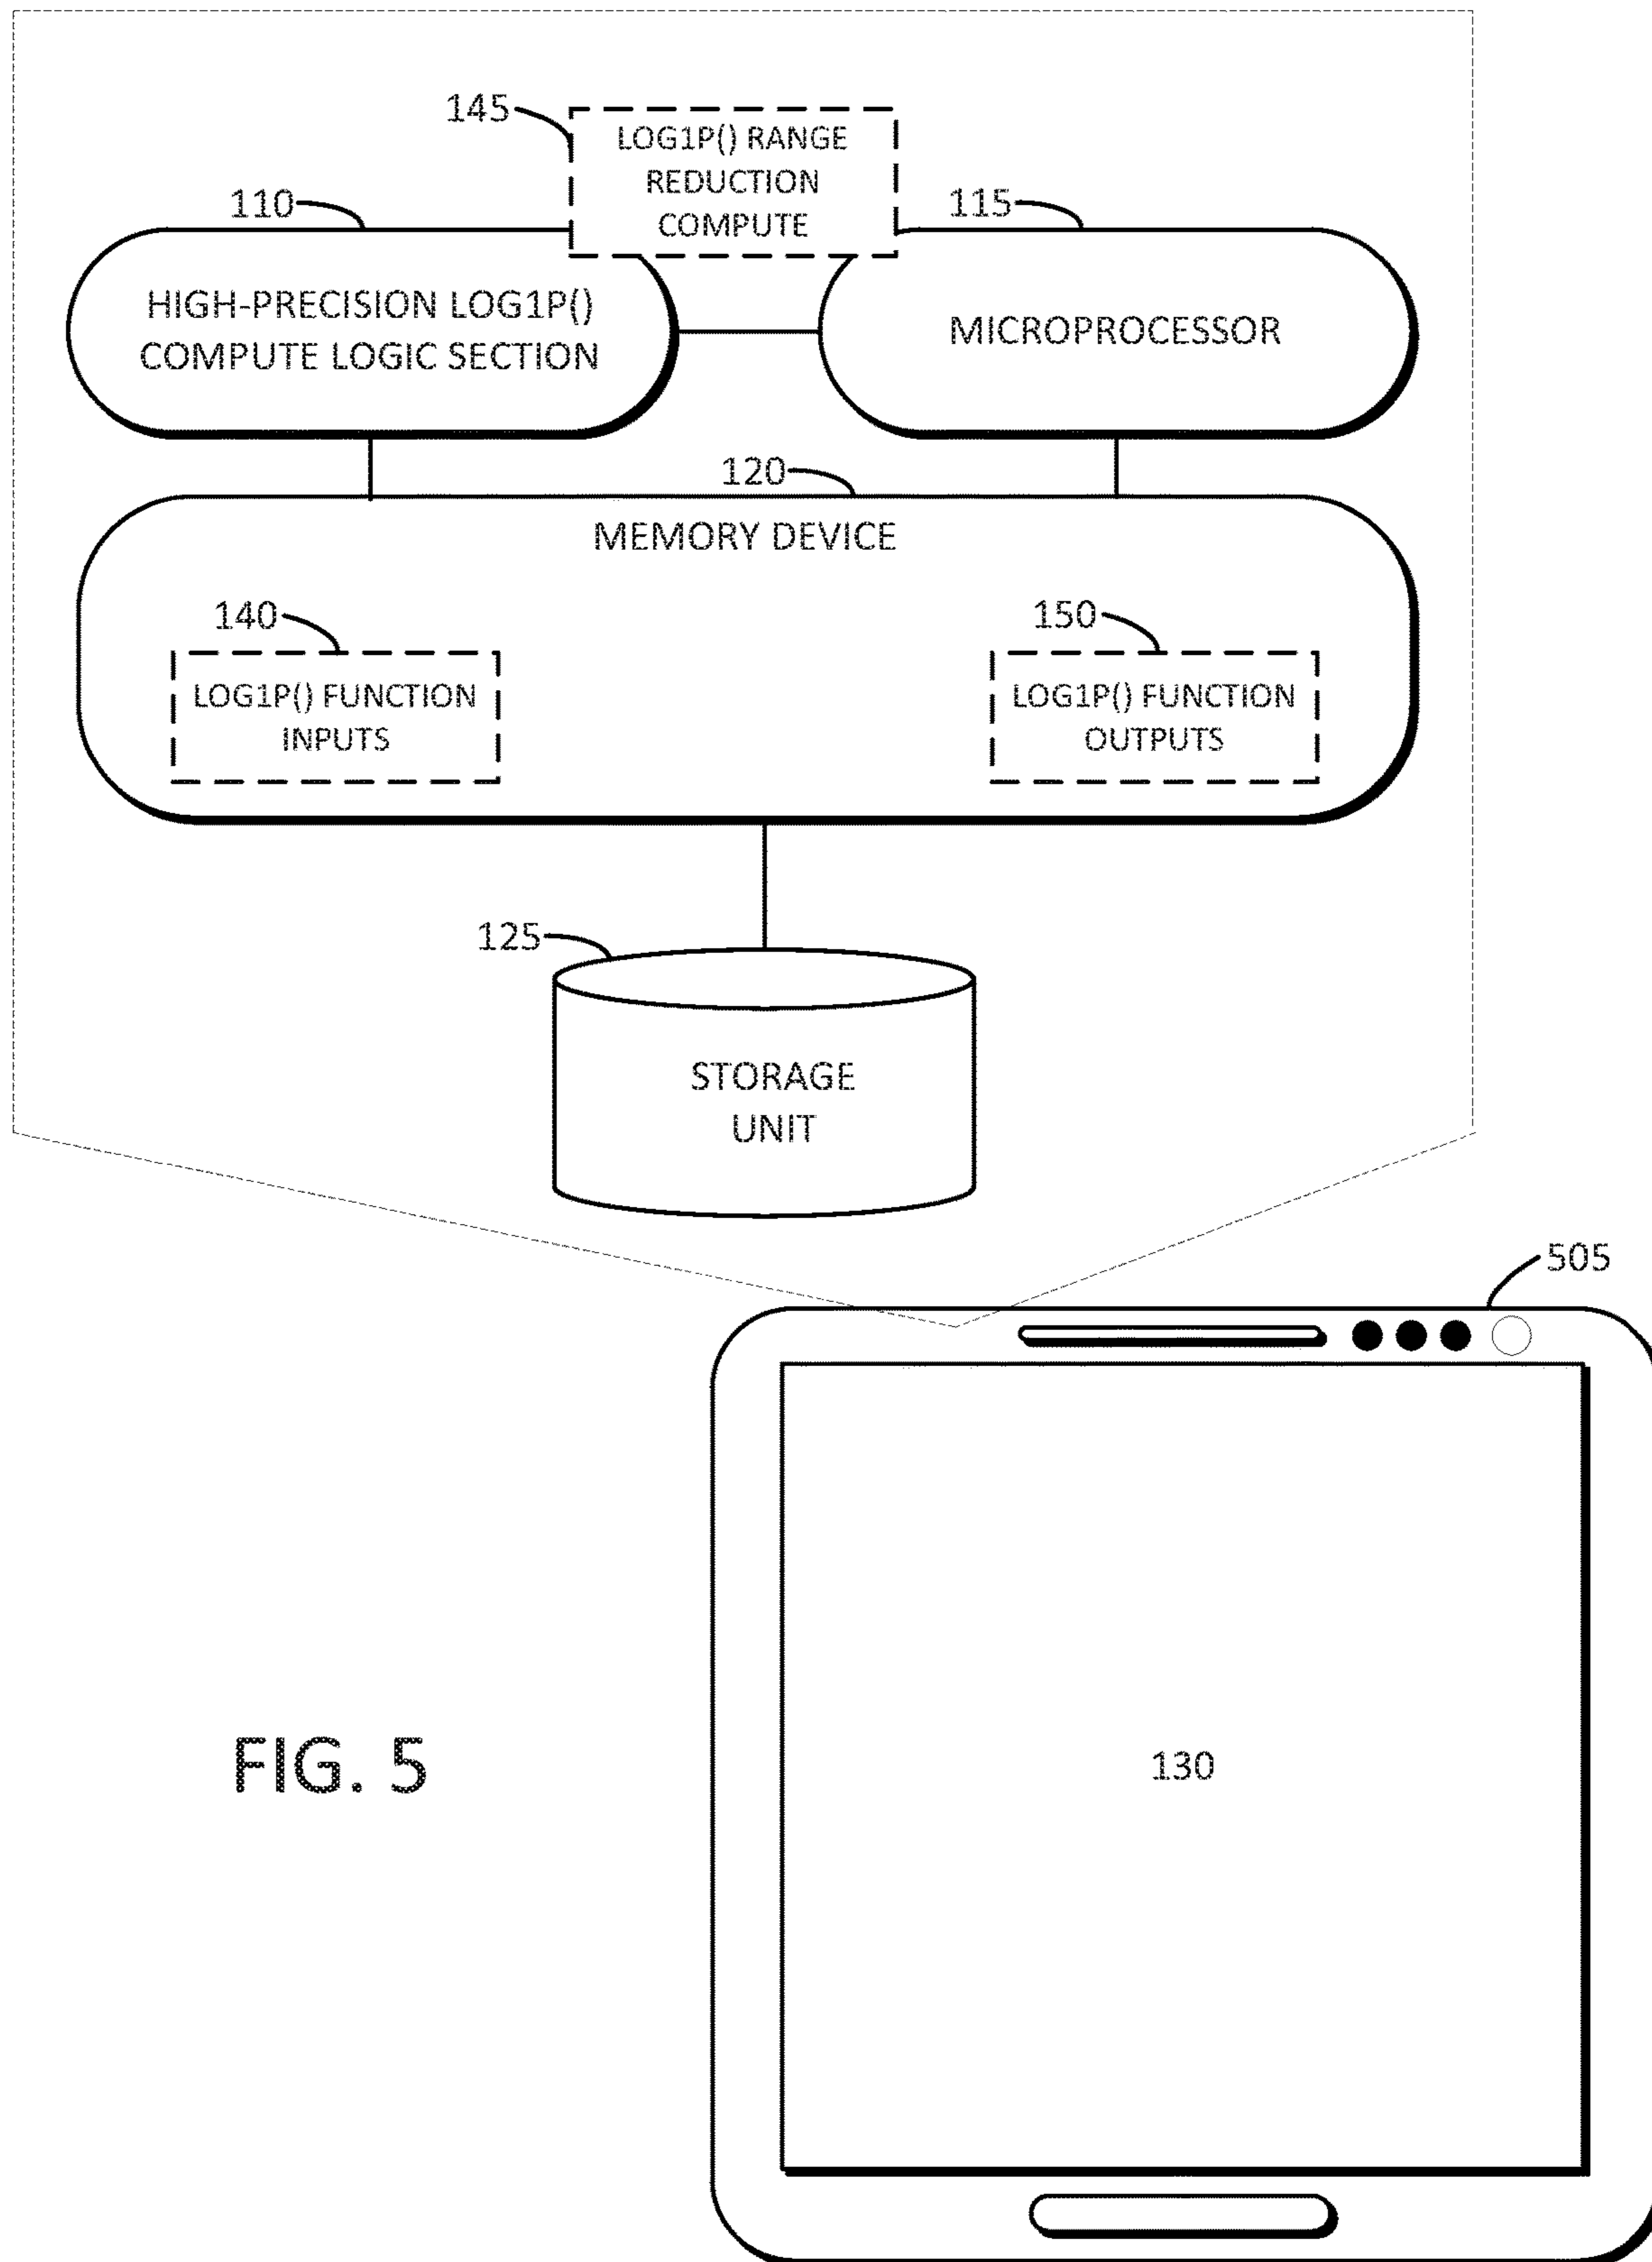 145
LOG1P() RANGE
REDUCTION
COMPUTE
110
115
HIGH-PRECISION LOG1P()
COMPUTE LOGIC SECTION
MICROPROCESSOR
120
MEMORY DEVICE
140
150
LOG1P() FUNCTION
INPUTS
LOG1P() FUNCTION
OUTPUTS
125
STORAGE
UNIT
505
130
FIG. 5